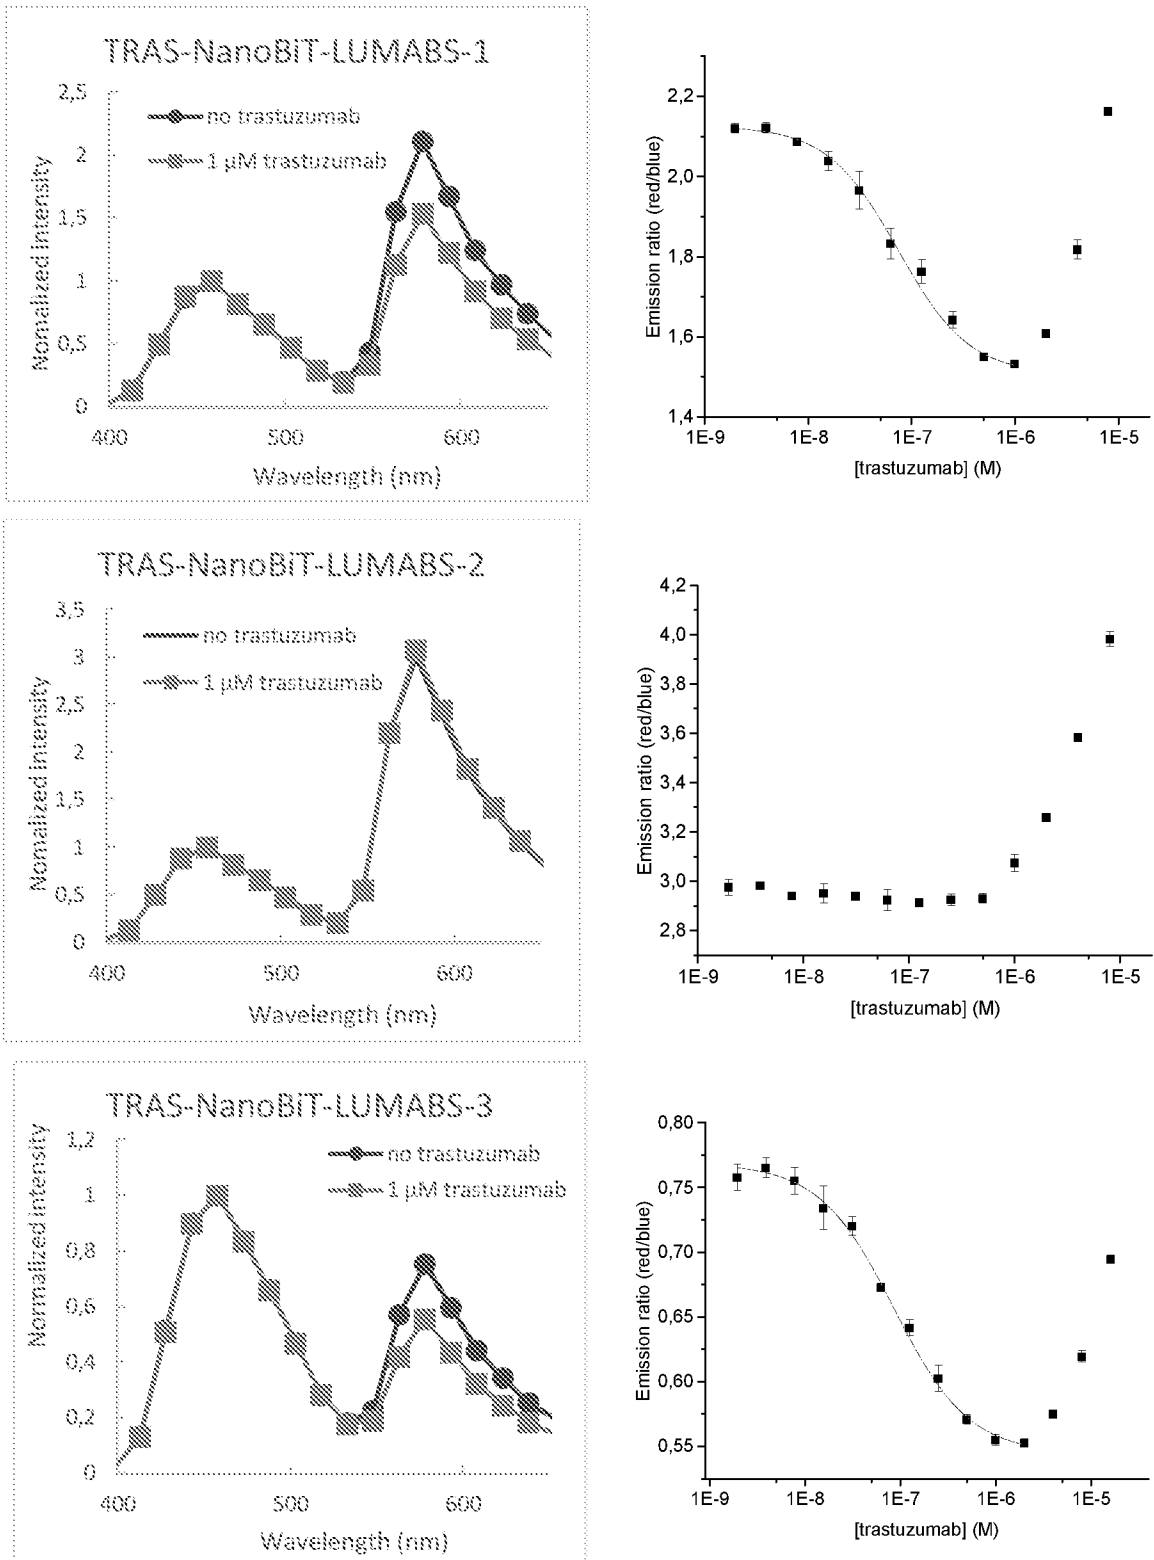 TRAS-NanoBiT-LUMABS-1
no trastuzumab
1 µM trastuzumab
Nomalized intensity
2,5
2
1,5
1
0,5
0
400
500
600
Wavelength (nm)
Emission ratio (red/blue)
2,2
2,0
1,8
1,6
1,4
1E-9
1E-8
1E-7
1E-6
1E-5
[trastuzumab] (M)
TRAS-NanoBiT-LUMABS-2
no trastuzumab
1 µM trastuzumab
Nomalized intensity
3,5
3
2,5
2
1,5
1
0,5
0
400
500
600
Wavelength (nm)
Emission ratio (red/blue)
4,2
4,0
3,8
3,6
3,4
3,2
3,0
2,8
1E-9
1E-8
1E-7
1E-6
1E-5
[trastuzumab] (M)
TRAS-NanoBiT-LUMABS-3
no trastuzumab
1 µM trastuzumab
Normalized intensity
1,2
1
0,8
0,6
0,4
0,2
0
400
500
600
Wavelength (nm)
Emission ratio (red/blue)
0,80
0,75
0,70
0,65
0,60
0,55
1E-9
1E-8
1E-7
1E-6
1E-5
[trastuzumab] (M)